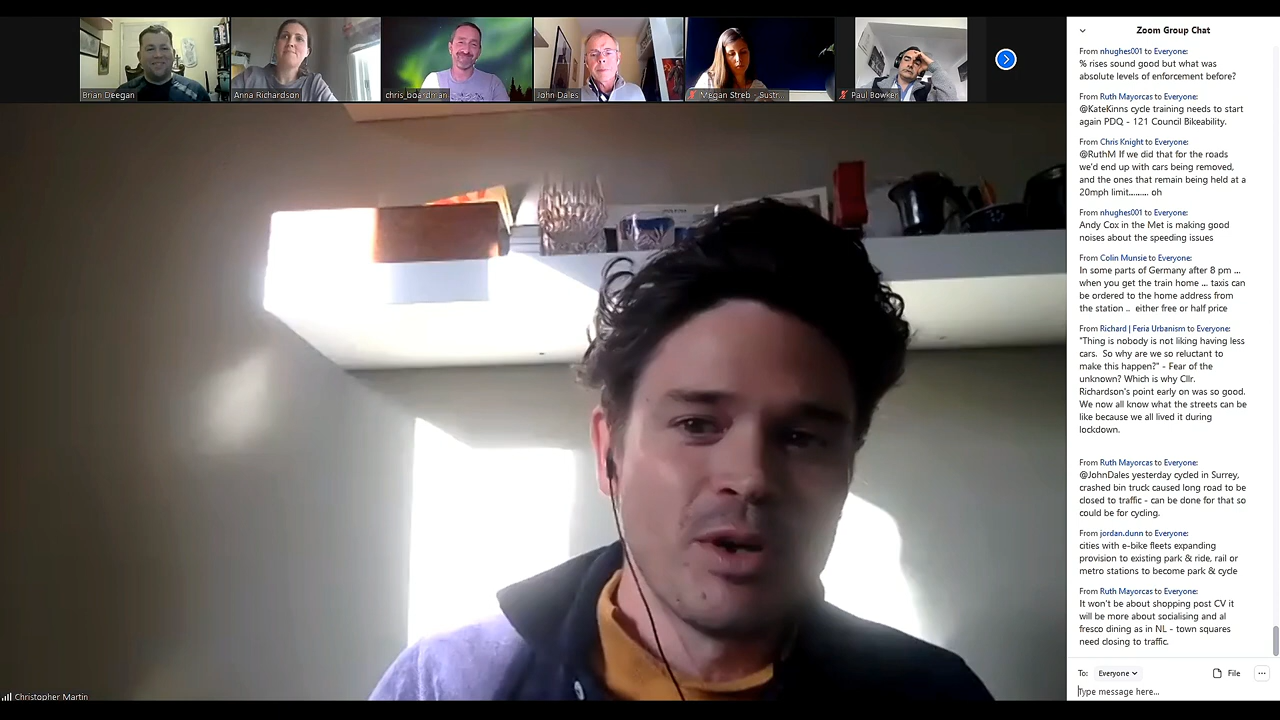 Brian Deegan
Anna Richardson
chris_boardman
John Dales
Megan Streb - Sustr...
Paul Bowker
Christopher Martin
Zoom Group Chat
From nhughes001 to Everyone:
% rises sound good but what was
absolute levels of enforcement before?
From Ruth Mayorcas to Everyone:
@KateKinns cycle training needs to start
again PDQ - 121 Council Bikeability.
From Chris Knight to Everyone:
@RuthM If we did that for the roads
we'd end up with cars being removed,
and the ones that remain being held at a
20mph limit.......... oh
From nhughes001 to Everyone:
Andy Cox in the Met is making good
noises about the speeding issues
From Colin Munsie to Everyone:
In some parts of Germany after 8 pm ...
when you get the train home ... taxis can
be ordered to the home address from
the station .. either free or half price
From Richard | Feria Urbanism to Everyone:
"Thing is nobody is not liking having less
cars. So why are we so reluctant to
make this happen?" - Fear of the
unknown? Which is why Cllr.
Richardson's point early on was so good.
We now all know what the streets can be
like because we all lived it during
lockdown.
From Ruth Mayorcas to Everyone:
@JohnDales yesterday cycled in Surrey,
crashed bin truck caused long road to be
closed to traffic - can be done for that so
could be for cycling.
From jordan.dunn to Everyone:
cities with e-bike fleets expanding
provision to existing park & ride, rail or
metro stations to become park & cycle
From Ruth Mayorcas to Everyone:
It won't be about shopping post CV it
will be more about socialising and al
fresco dining as in NL - town squares
need closing to traffic.
To: Everyone
File
Type message here...